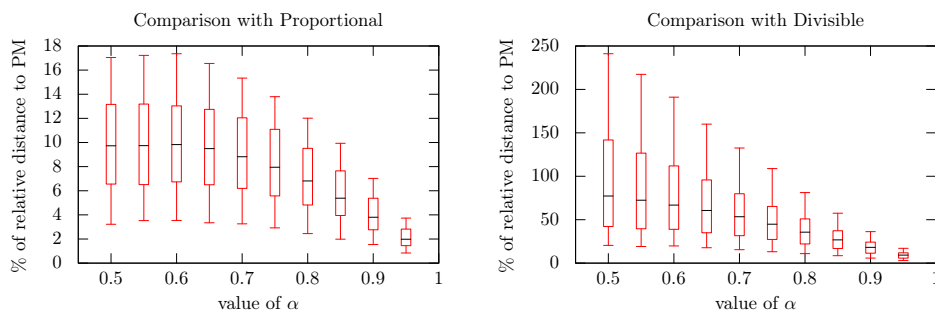 Comparison with Proportional
% of relative distance to PM
18
16
14
12
10
8
6
4
2
0
0.5 0.6 0.7 0.8 0.9 1
value of α
Comparison with Divisible
% of relative distance to PM
250
200
150
100
50
0
0.5 0.6 0.7 0.8 0.9 1
value of α